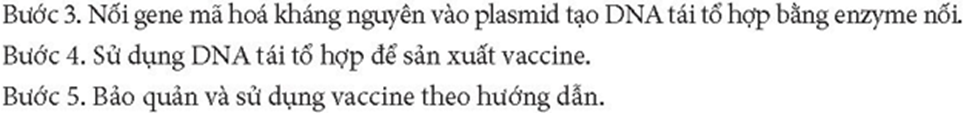 Bước 3. Nối gene mã hoá kháng nguyên vào plasmid tạo DNA tái tổ hợp bằng enzyme nối.
Bước 4. Sử dụng DNA tái tổ hợp để sản xuất vaccine.
Bước 5. Bảo quản và sử dụng vaccine theo hướng dẫn.